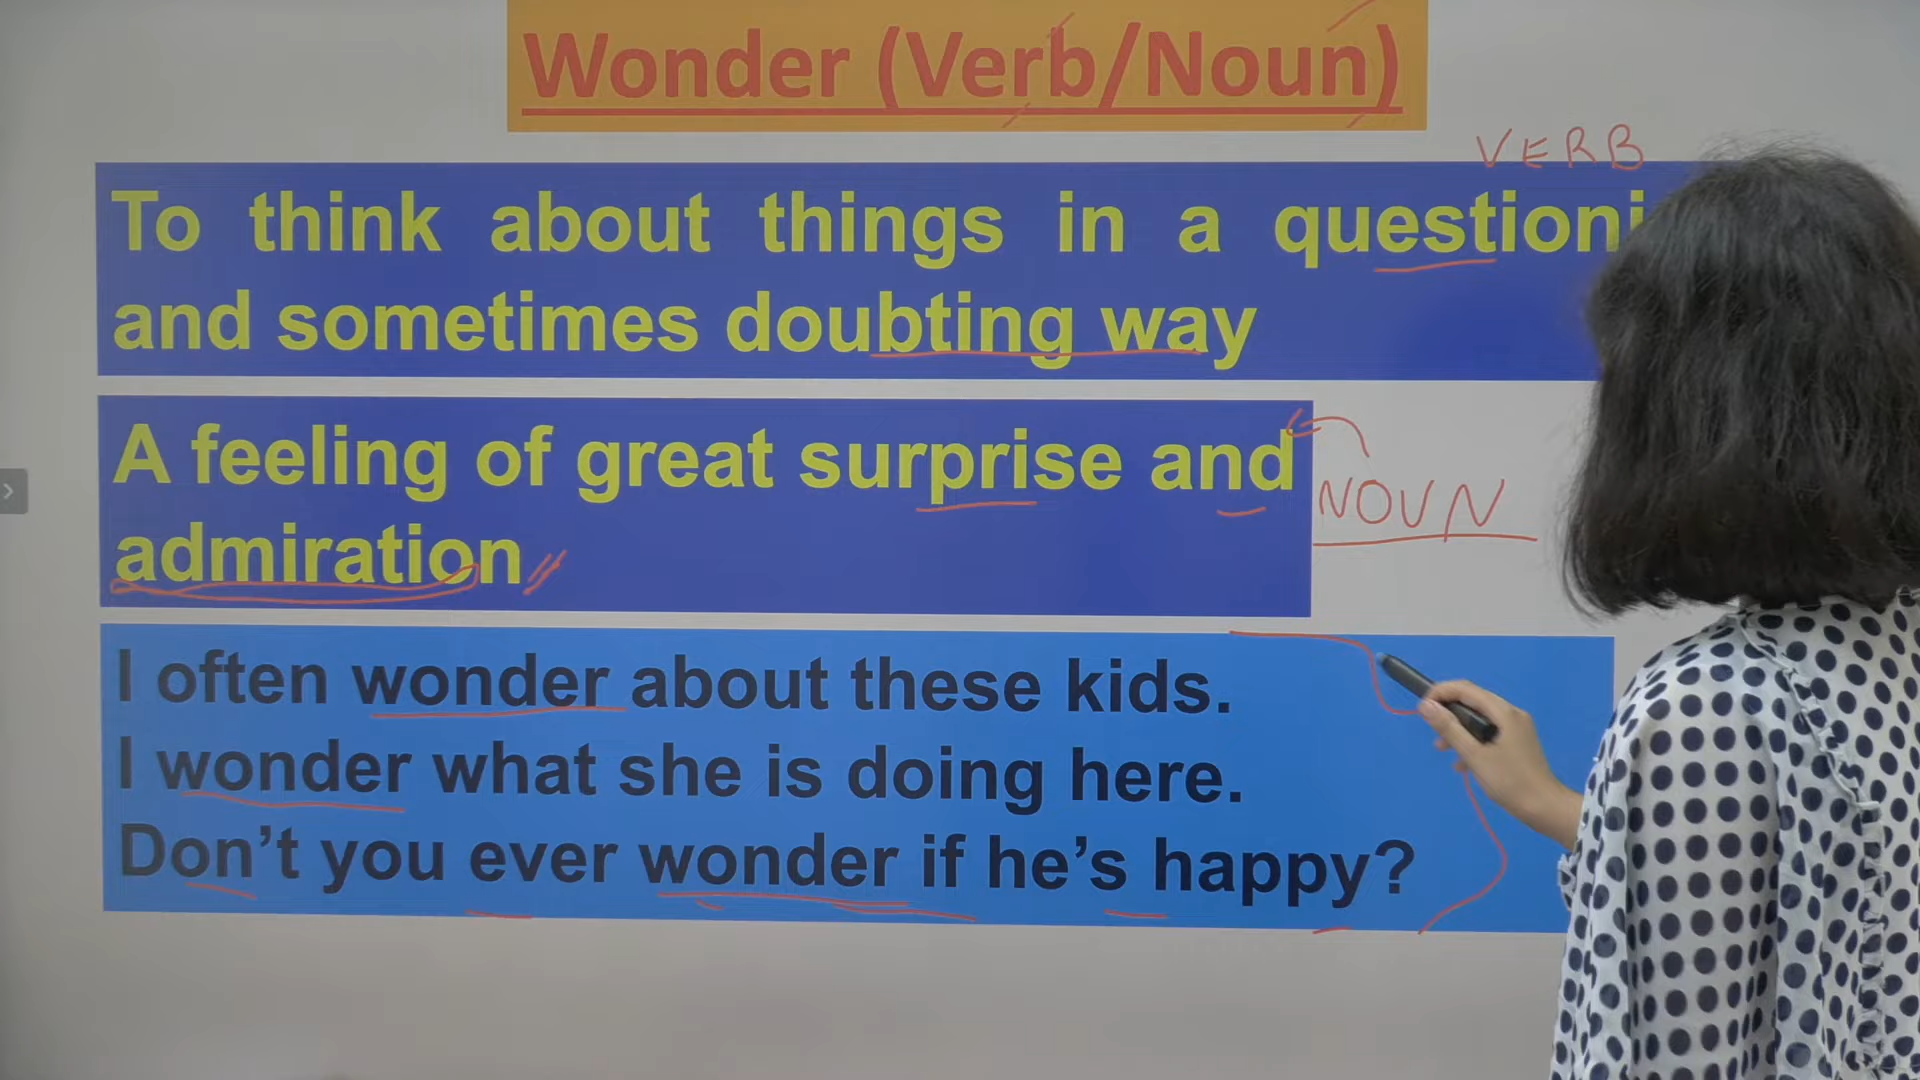 Wonder (Verb/Noun)
VERB
To think about things in a questioni
and sometimes doubting way
A feeling of great surprise and
admiration
NOUN
I often wonder about these kids.
I wonder what she is doing here.
Don't you ever wonder if he's happy?